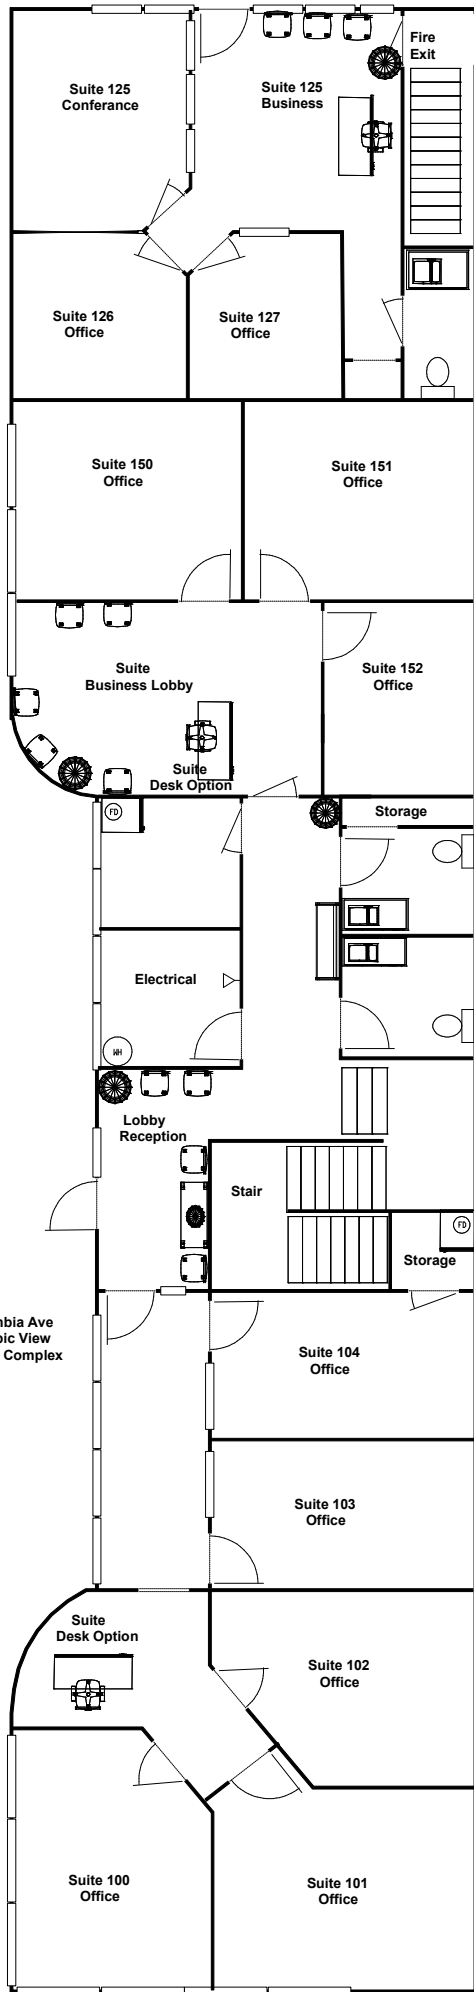 Fire
Exit
Suite 125
Conferance
Suite 125
Business
Suite 126
Office
Suite 127
Office
Suite 150
Office
Suite 151
Office
Suite
Business Lobby
Suite 152
Office
Suite
Desk Option
FD
Storage
Electrical
WH
Lobby
Reception
Stair
FD
Storage
View
Complex
Ave
Suite 104
Office
Suite 103
Office
Suite
Desk Option
Suite 102
Office
Suite 100
Office
Suite 101
Office